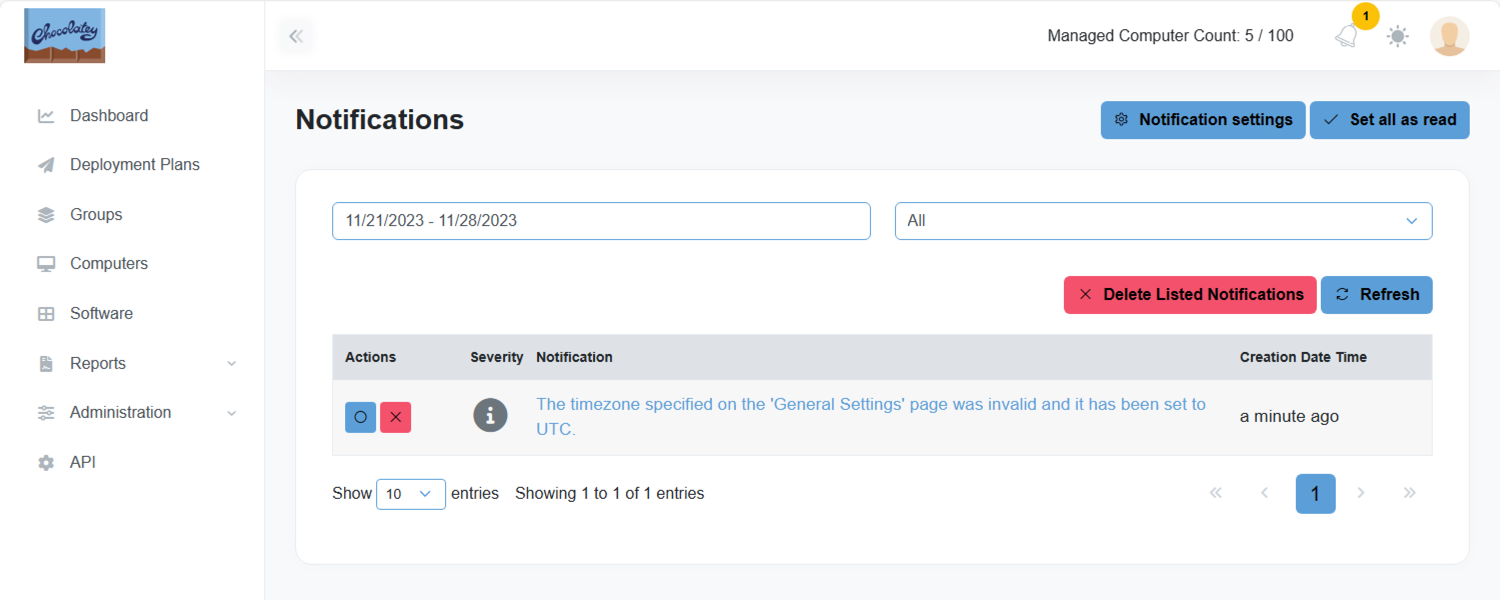 Chocolatey
Managed Computer Count: 5 / 100
1
Dashboard
Deployment Plans
Groups
Computers
Software
Reports
Administration
API
Notifications
Notification settings
Set all as read
11/21/2023 - 11/28/2023
All
Delete Listed Notifications
Refresh
Actions Severity Notification Creation Date Time
The timezone specified on the 'General Settings' page was invalid and it has been set to
UTC.
a minute ago
Show 10 entries Showing 1 to 1 of 1 entries
1